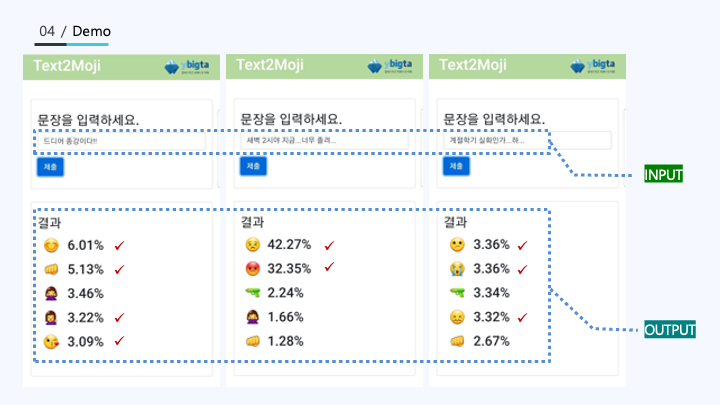 04 / Demo
Text2Moji
ybigta
문장을 입력하세요.
드디어 종강이다!!
제출
결과
😊 6.01% ✓
👊 5.13% ✓
🙇‍♀️ 3.46%
🙍‍♀️ 3.22% ✓
😘 3.09% ✓
Text2Moji
ybigta
문장을 입력하세요.
새벽 2시야 지금...너무 졸려...
제출
결과
😟 42.27% ✓
😡 32.35% ✓
🔫 2.24%
🙇‍♀️ 1.66%
👊 1.28%
Text2Moji
ybigta
문장을 입력하세요.
계절학기 실화인가...하...
제출
결과
🙁 3.36% ✓
😭 3.36% ✓
🔫 3.34%
😖 3.32% ✓
👊 2.67%
INPUT
OUTPUT